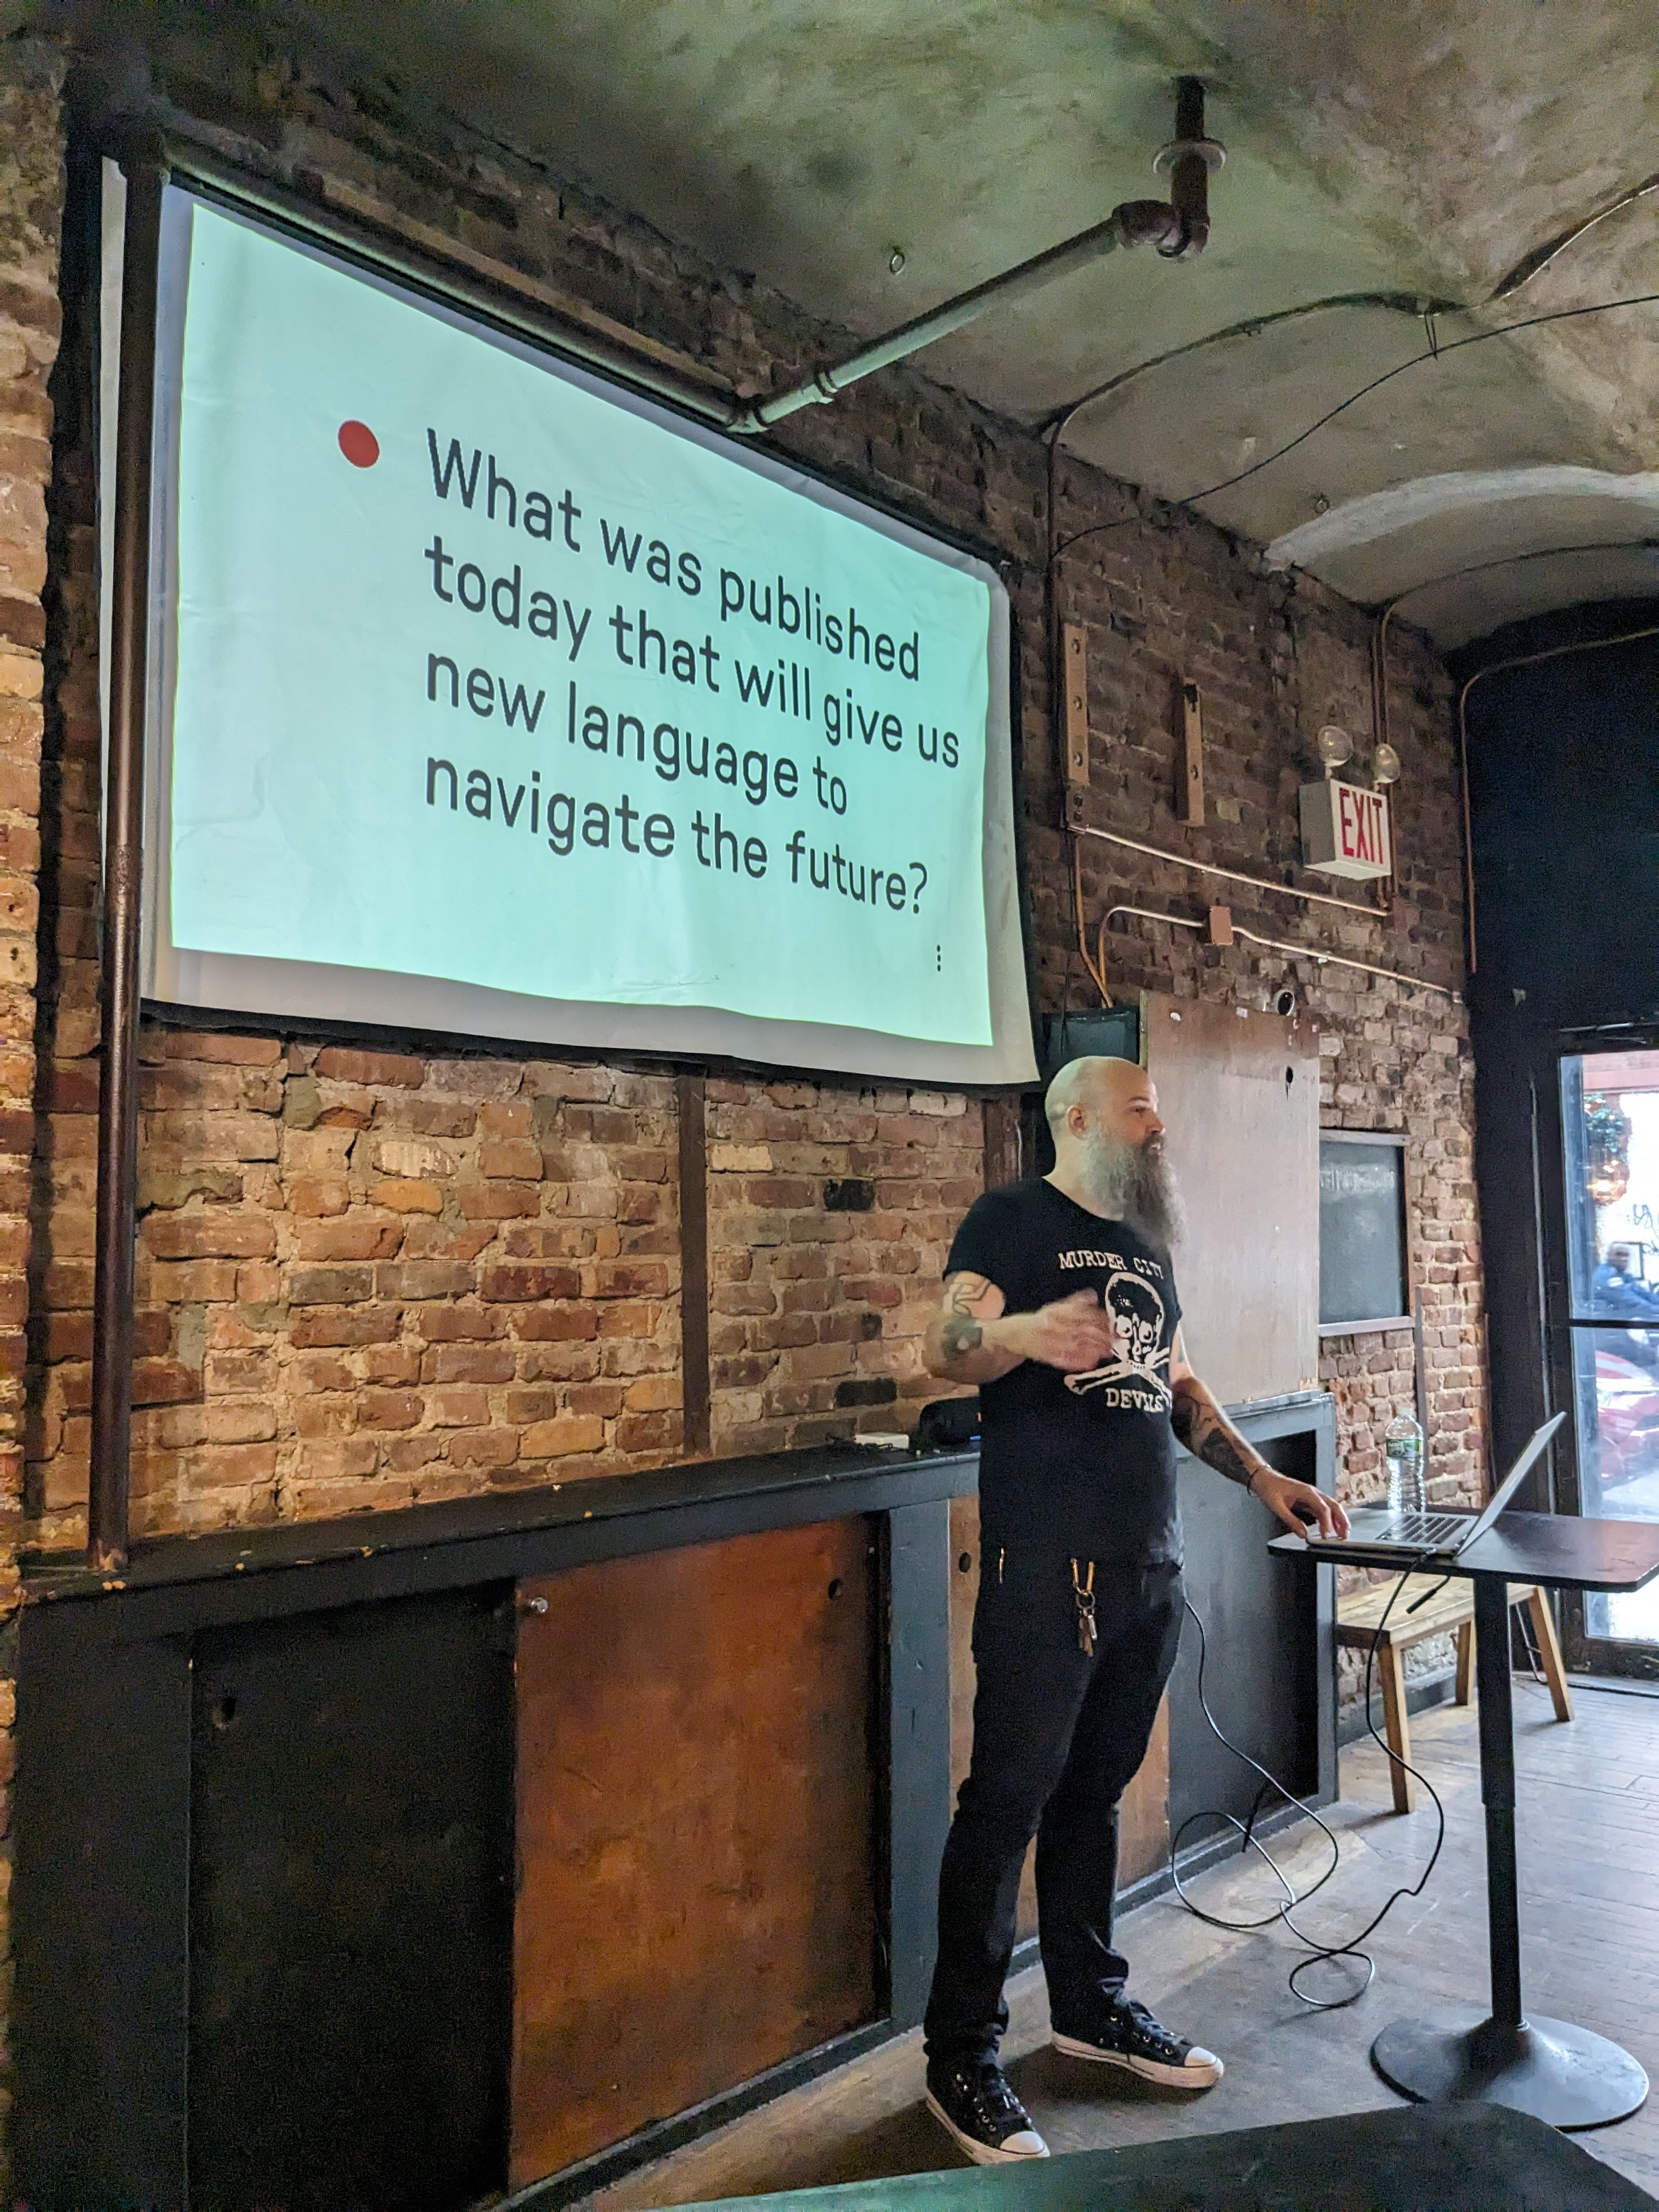 What was published
today that will give us
new language to
navigate the future?
EXIT
MURDER CITY
DEVILS